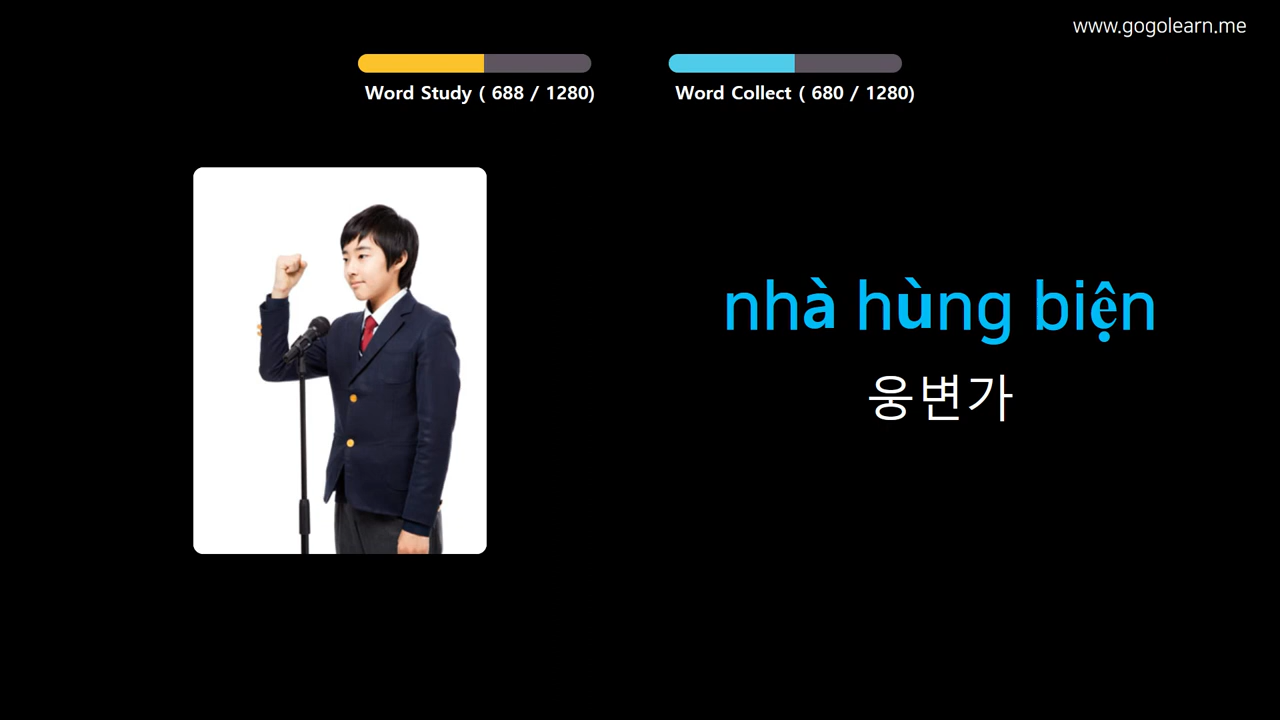 www.gogolearn.me
Word Study ( 688 / 1280)
Word Collect ( 680 / 1280)
nhà hùng biện
웅변가